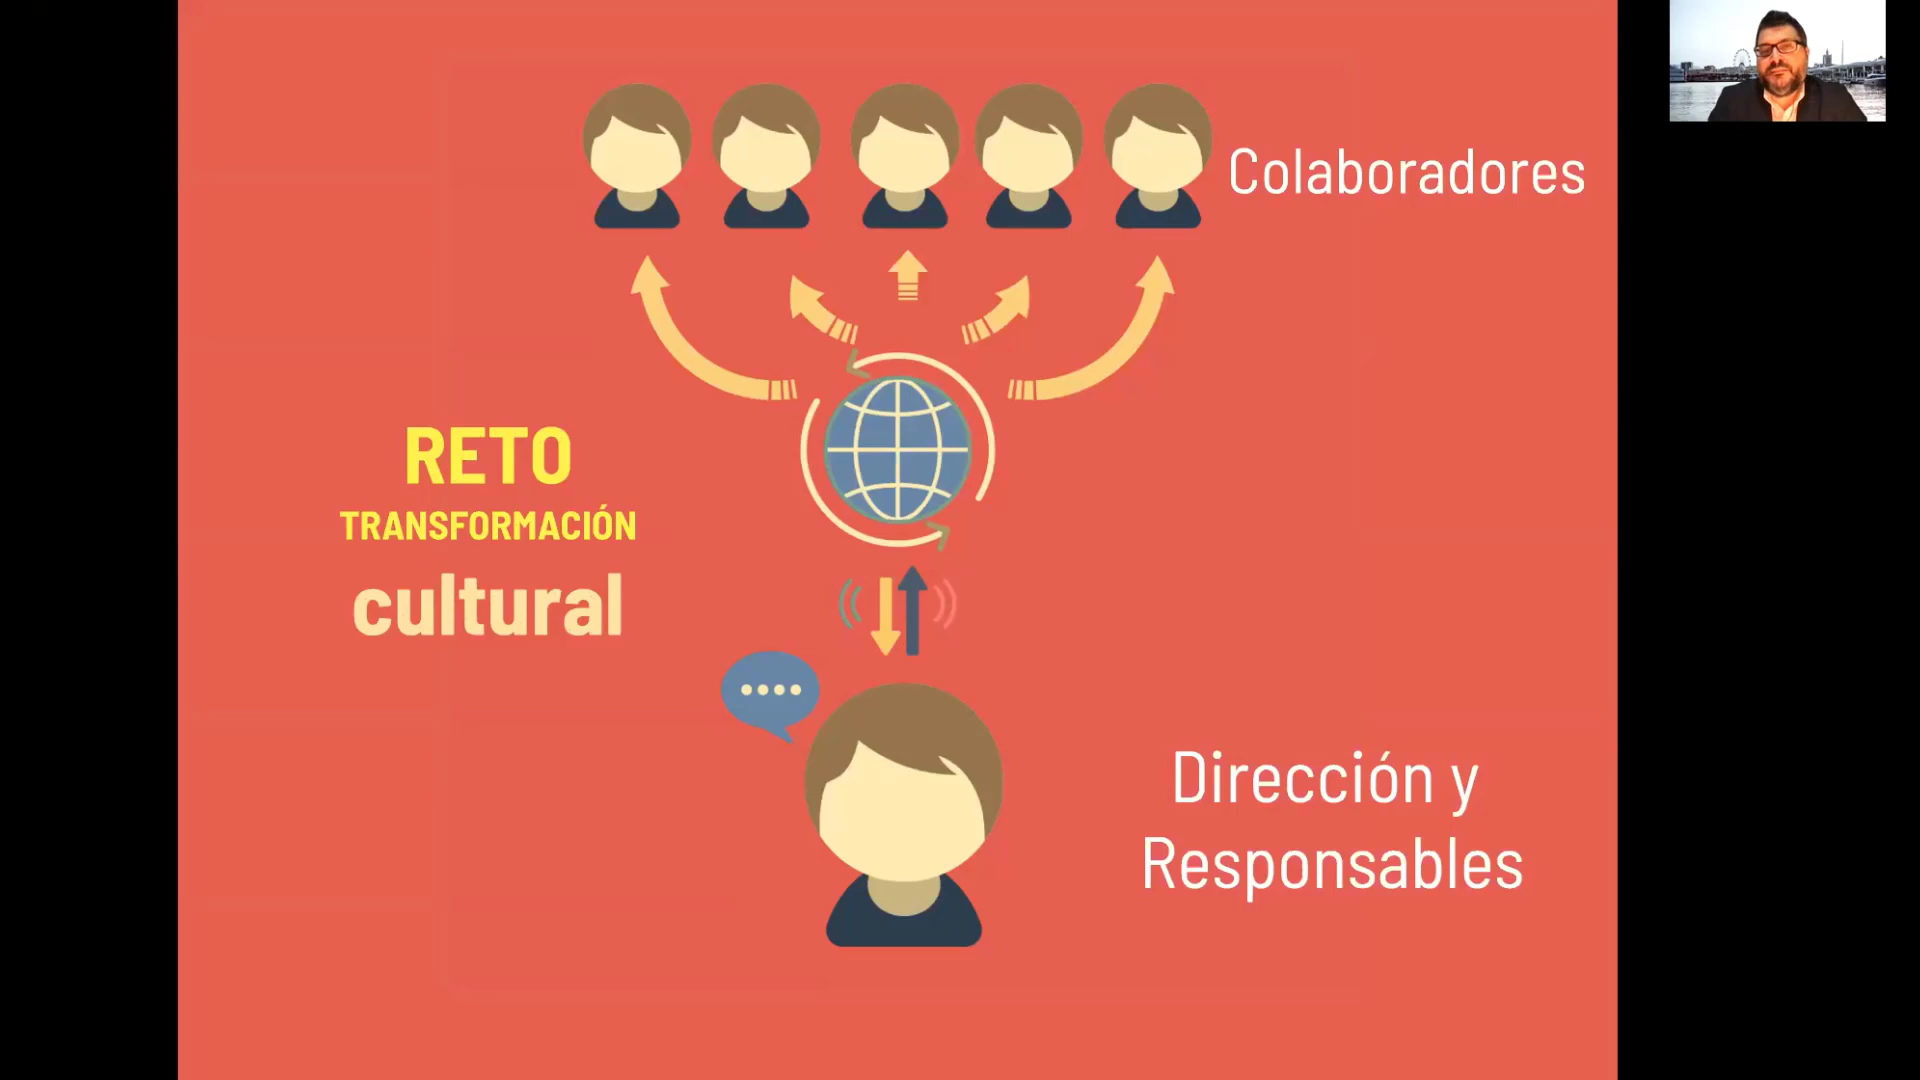 Colaboradores
RETO
TRANSFORMACIÓN
cultural
Dirección y
Responsables